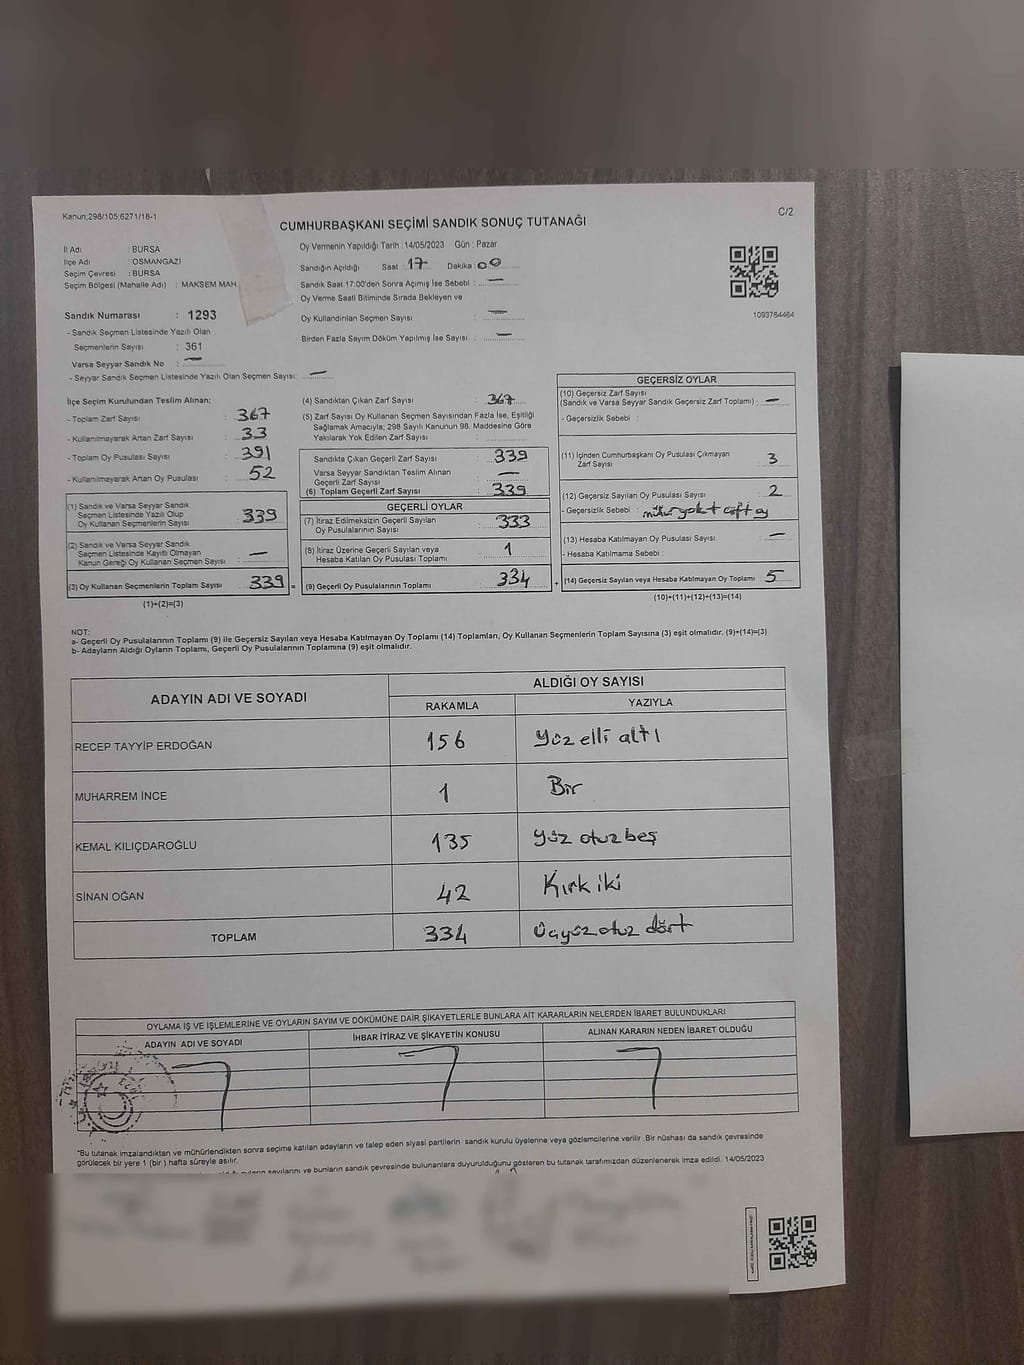 Kanun;298/105;6271/18-1
C/2
CUMHURBAŞKANI SEÇİMİ SANDIK SONUÇ TUTANAĞI
İl Adı : BURSA
İlçe Adı : OSMANGAZİ
Seçim Çevresi : BURSA
Seçim Bölgesi (Mahalle Adı) : MAKSEM MAH.
Oy Vermenin Yapıldığı Tarih : 14/05/2023 Gün : Pazar
Sandığın Açıldığı Saat : 17 Dakika : 00
Sandık Saat 17:00'den Sonra Açımış İse Sebebi : —
Oy Verme Saati Bitiminde Sırada Bekleyen ve
Oy Kullandırılan Seçmen Sayısı : —
Birden Fazla Sayım Döküm Yapılmış İse Sayısı : —
1093764464
Sandık Numarası : 1293
- Sandık Seçmen Listesinde Yazılı Olan
Seçmenlerin Sayısı : 361
Varsa Seyyar Sandık No : —
- Seyyar Sandık Seçmen Listesinde Yazılı Olan Seçmen Sayısı: —
İlçe Seçim Kurulundan Teslim Alınan;
- Toplam Zarf Sayısı : 367
- Kullanılmayarak Artan Zarf Sayısı : 33
- Toplam Oy Pusulası Sayısı : 391
- Kullanılmayarak Artan Oy Pusulası : 52
(1) Sandık ve Varsa Seyyar Sandık
Seçmen Listesinde Yazılı Olup
Oy Kullanan Seçmenlerin Sayısı : 339
(2) Sandık ve Varsa Seyyar Sandık
Seçmen Listesinde Kayıtlı Olmayan
Kanun Gereği Oy Kullanan Seçmen Sayısı : —
(3) Oy Kullanan Seçmenlerin Toplam Sayısı : 339 =
(1)+(2)=(3)
(4) Sandıktan Çıkan Zarf Sayısı : 367
(5) Zarf Sayısı Oy Kullanan Seçmen Sayısından Fazla İse, Eşitliği
Sağlamak Amacıyla; 298 Sayılı Kanunun 98. Maddesine Göre
Yakılarak Yok Edilen Zarf Sayısı :
Sandıkta Çıkan Geçerli Zarf Sayısı : 339
Varsa Seyyar Sandıktan Teslim Alınan
Geçerli Zarf Sayısı : —
(6) Toplam Geçerli Zarf Sayısı : 339
GEÇERLİ OYLAR
(7) İtiraz Edilmeksizin Geçerli Sayılan
Oy Pusulalarının Sayısı : 333
(8) İtiraz Üzerine Geçerli Sayılan veya
Hesaba Katılan Oy Pusulası Toplamı : 1
(9) Geçerli Oy Pusulalarının Toplamı : 334 +
GEÇERSİZ OYLAR
(10) Geçersiz Zarf Sayısı
(Sandık ve Varsa Seyyar Sandık Geçersiz Zarf Toplamı) : —
- Geçersizlik Sebebi :
(11) İçinden Cumhurbaşkanı Oy Pusulası Çıkmayan
Zarf Sayısı : 3
(12) Geçersiz Sayılan Oy Pusulası Sayısı : 2
- Geçersizlik Sebebi : mühür yok + çift oy
(13) Hesaba Katılmayan Oy Pusulası Sayısı : —
- Hesaba Katılmama Sebebi :
(14) Geçersiz Sayılan veya Hesaba Katılmayan Oy Toplamı : 5
(10)+(11)+(12)+(13)=(14)
NOT:
a- Geçerli Oy Pusulalarının Toplamı (9) ile Geçersiz Sayılan veya Hesaba Katılmayan Oy Toplamı (14) Toplamları, Oy Kullanan Seçmenlerin Toplam Sayısına (3) eşit olmalıdır. (9)+(14)=(3)
b- Adayların Aldığı Oyların Toplamı, Geçerli Oy Pusulalarının Toplamına (9) eşit olmalıdır.
ADAYIN ADI VE SOYADI
ALDIĞI OY SAYISI
RAKAMLA YAZIYLA
RECEP TAYYİP ERDOĞAN 156 Yüz elli altı
MUHARREM İNCE 1 Bir
KEMAL KILIÇDAROĞLU 135 Yüz otuz beş
SİNAN OĞAN 42 Kırk iki
TOPLAM 334 Üçyüz otuz dört
OYLAMA İŞ VE İŞLEMLERİNE VE OYLARIN SAYIM VE DÖKÜMÜNE DAİR ŞİKAYETLERLE BUNLARA AİT KARARLARIN NELERDEN İBARET BULUNDUKLARI
ADAYIN ADI VE SOYADI İHBAR İTİRAZ VE ŞİKAYETİN KONUSU ALINAN KARARIN NEDEN İBARET OLDUĞU
"Bu tutanak imzalandıktan ve mühürlendikten sonra seçime katılan adayların ve talep eden siyasi partilerin sandık kurulu üyelerine veya gözlemcilerine verilir. Bir nüshası da sandık çevresinde
görülecek bir yere 1 (bir ) hafta süreyle asılır.
sayılarını ve bunların sandık çevresinde bulunanlara duyurulduğunu gösteren bu tutanak tarafımızdan düzenlenerek imza edildi. 14/05/2023